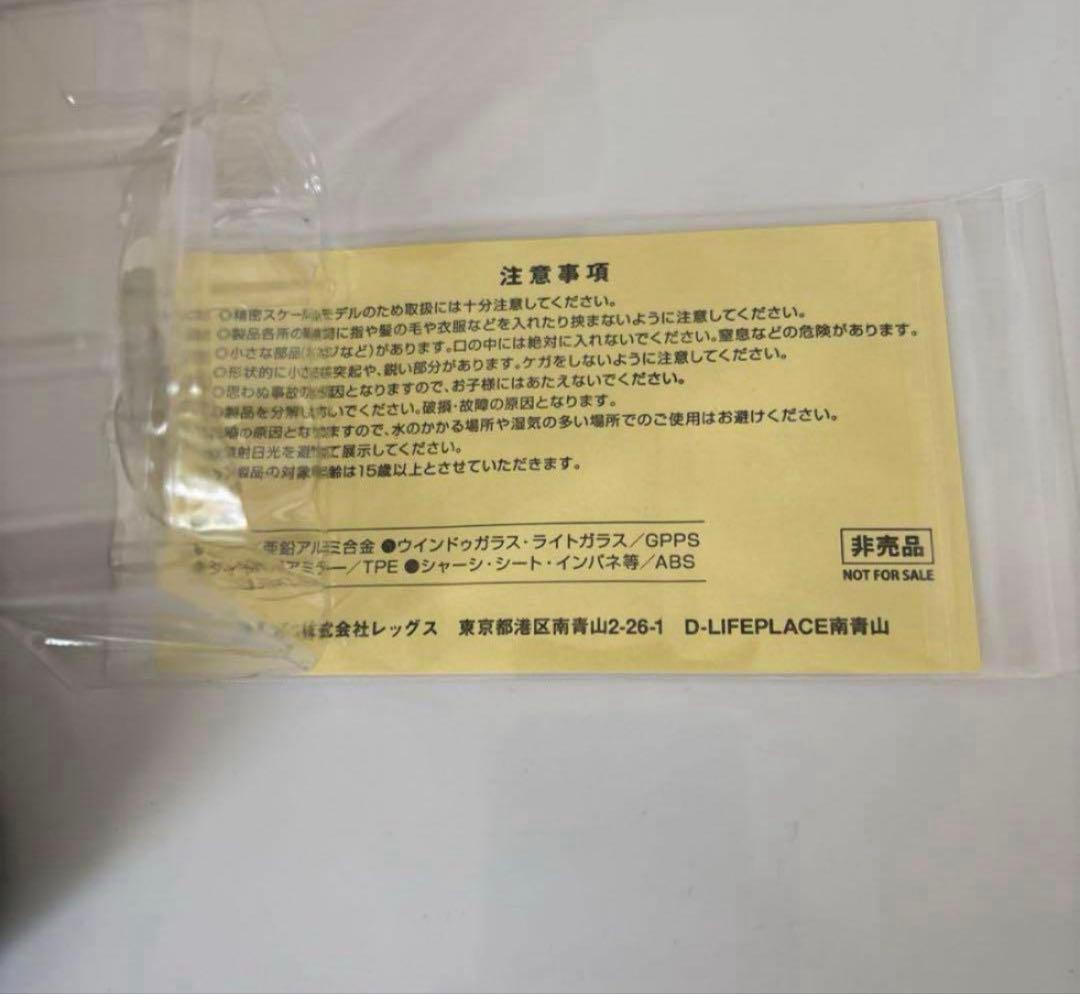 注意事項
◎精密スケールモデルのため取扱には十分注意してください。
◎製品各所の隙間に指や髪の毛や衣服などを入れたり挟まないように注意してください。
◎小さな部品(など)があります。口の中には絶対に入れないでください。窒息などの危険があります。
◎形状的に小さな突起や、鋭い部分があります。ケガをしないように注意してください。
◎思わぬ事故の原因となりますので、お子様にはあたえないでください。
◎製品を分解しないでください。破損・故障の原因となります。
の原因となりますので、水のかかる場所や湿気の多い場所でのご使用はお避けください。
射日光を避けて展示してください。
製品の対象年齢は15歳以上とさせていただきます。
亜鉛アルミ合金 ●ウインドゥガラス・ライトガラス／GPPS
／TPE ●シャーシ・シート・インパネ等／ABS
非売品
NOT FOR SALE
株式会社レッグス 東京都港区南青山2-26-1 D-LIFEPLACE南青山